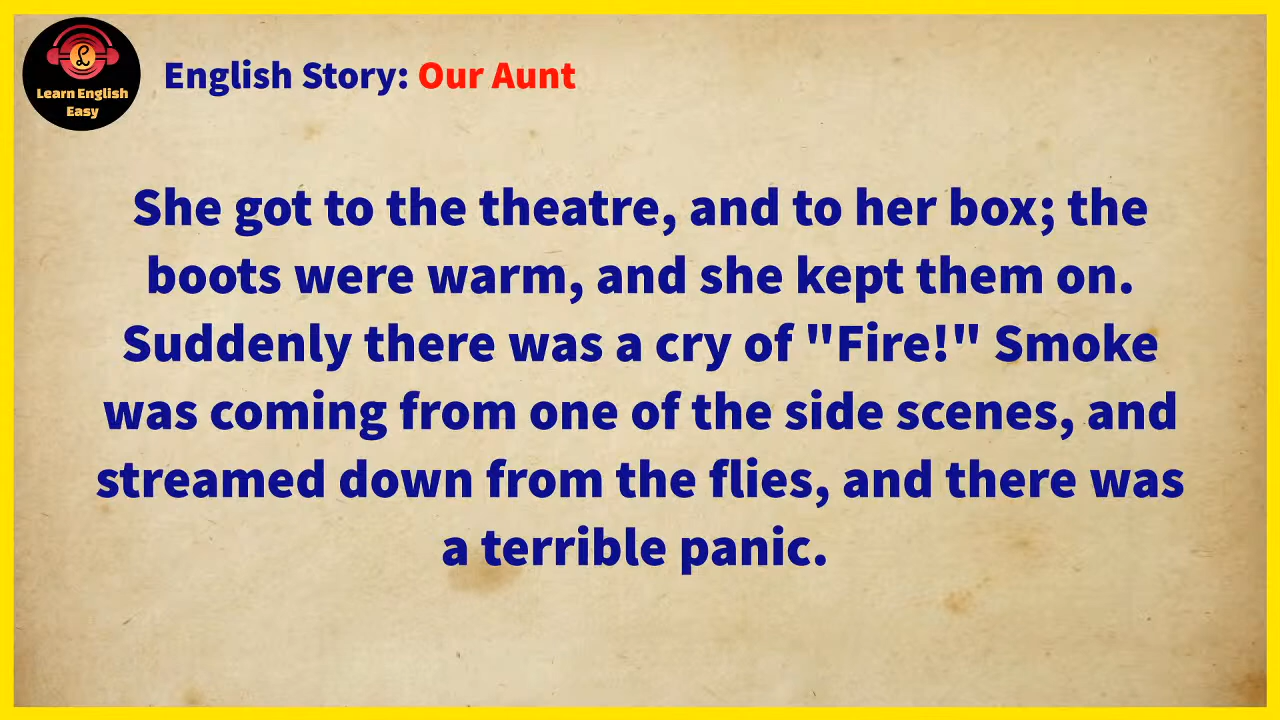 Learn English
Easy
English Story: Our Aunt
She got to the theatre, and to her box; the
boots were warm, and she kept them on.
Suddenly there was a cry of "Fire!" Smoke
was coming from one of the side scenes, and
streamed down from the flies, and there was
a terrible panic.